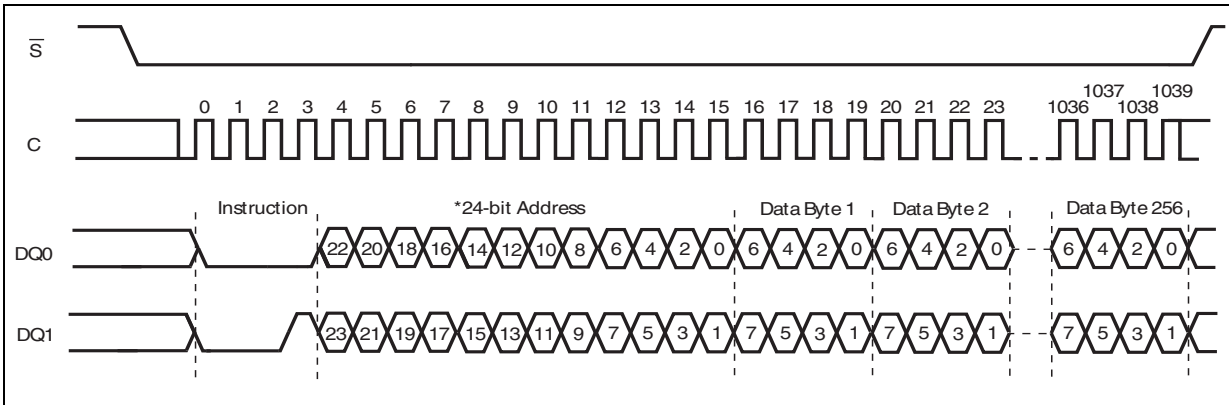 S
0 1 2 3 4 5 6 7 8 9 10 11 12 13 14 15 16 17 18 19 20 21 22 23 1036 1037 1038 1039
C
Instruction *24-bit Address Data Byte 1 Data Byte 2 Data Byte 256
DQ0 22 20 18 16 14 12 10 8 6 4 2 0 6 4 2 0 6 4 2 0 6 4 2 0
DQ1 23 21 19 17 15 13 11 9 7 5 3 1 7 5 3 1 7 5 3 1 7 5 3 1